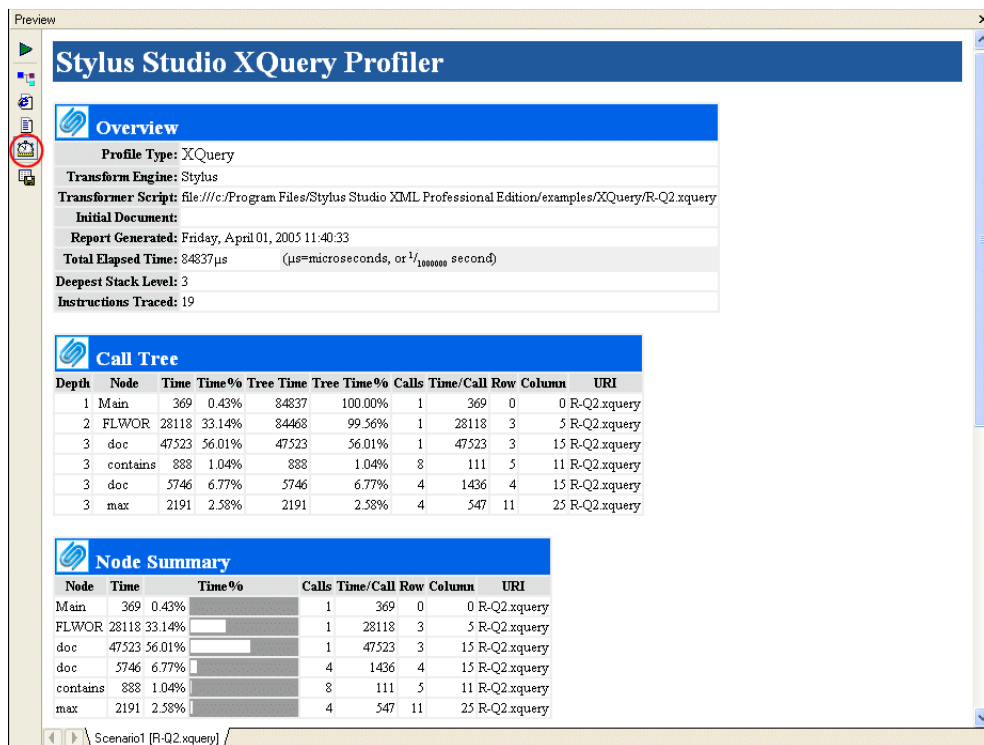 Preview
Stylus Studio XQuery Profiler
Overview
Profile Type: XQuery
Transform Engine: Stylus
Transformer Script: file:///c:/Program Files/Stylus Studio XML Professional Edition/examples/XQuery/R-Q2.xquery
Initial Document:
Report Generated: Friday, April 01, 2005 11:40:33
Total Elapsed Time: 84837µs (µs=microseconds, or 1/1000000 second)
Deepest Stack Level: 3
Instructions Traced: 19
Call Tree
Depth Node Time Time% Tree Time Tree Time% Calls Time/Call Row Column URI
1 Main 369 0.43% 84837 100.00% 1 369 0 0 R-Q2.xquery
2 FLWOR 28118 33.14% 84468 99.56% 1 28118 3 5 R-Q2.xquery
3 doc 47523 56.01% 47523 56.01% 1 47523 3 15 R-Q2.xquery
3 contains 888 1.04% 888 1.04% 8 111 5 11 R-Q2.xquery
3 doc 5746 6.77% 5746 6.77% 4 1436 4 15 R-Q2.xquery
3 max 2191 2.58% 2191 2.58% 4 547 11 25 R-Q2.xquery
Node Summary
Node Time Time% Calls Time/Call Row Column URI
Main 369 0.43% 1 369 0 0 R-Q2.xquery
FLWOR 28118 33.14% 1 28118 3 5 R-Q2.xquery
doc 47523 56.01% 1 47523 3 15 R-Q2.xquery
doc 5746 6.77% 4 1436 4 15 R-Q2.xquery
contains 888 1.04% 8 111 5 11 R-Q2.xquery
max 2191 2.58% 4 547 11 25 R-Q2.xquery
Scenario1 [R-Q2.xquery]